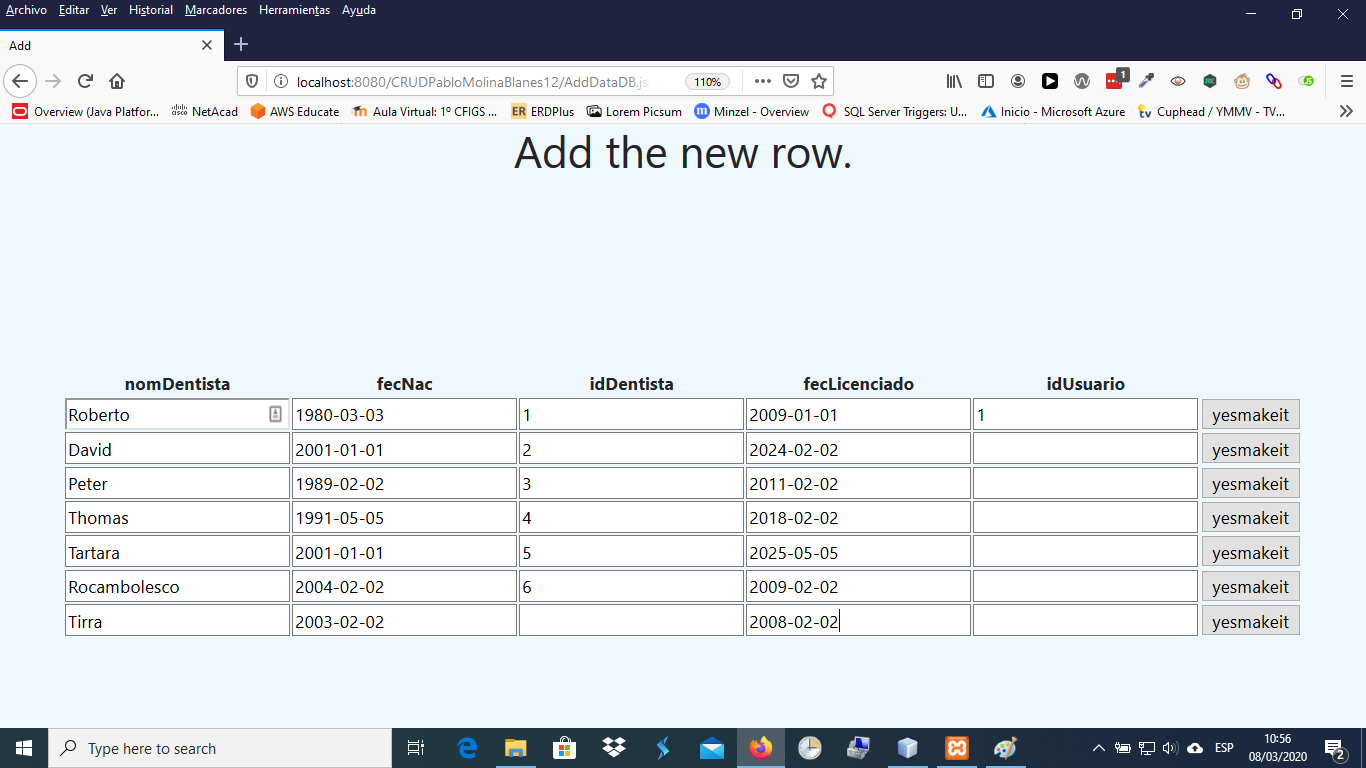 Archivo Editar Ver Historial Marcadores Herramientas Ayuda
Add
localhost:8080/CRUDPabloMolinaBlanes12/AddDataDB.js 110%
1
Overview (Java Platfor... NetAcad AWS Educate Aula Virtual: 1º CFIGS ... ER ERDPlus Lorem Picsum Minzel - Overview SQL Server Triggers: U... Inicio - Microsoft Azure Cuphead / YMMV - TV...
Add the new row.
nomDentista fecNac idDentista fecLicenciado idUsuario
Roberto 1980-03-03 1 2009-01-01 1 yesmakeit
David 2001-01-01 2 2024-02-02 yesmakeit
Peter 1989-02-02 3 2011-02-02 yesmakeit
Thomas 1991-05-05 4 2018-02-02 yesmakeit
Tartara 2001-01-01 5 2025-05-05 yesmakeit
Rocambolesco 2004-02-02 6 2009-02-02 yesmakeit
Tirra 2003-02-02 2008-02-02 yesmakeit
Type here to search
ESP
10:56
08/03/2020
2